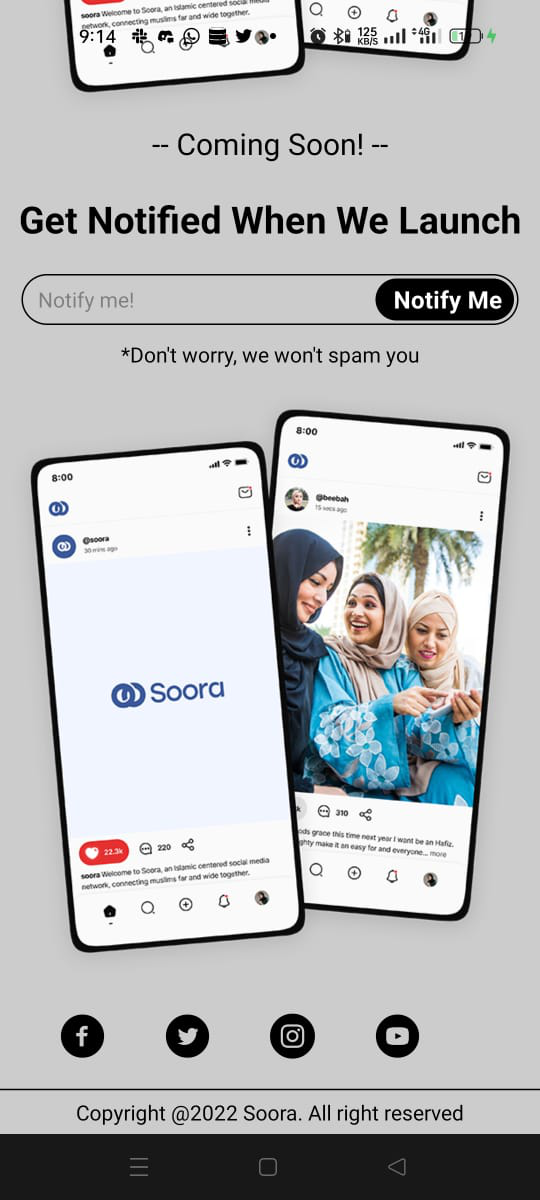 soora Welcome to Soora, an Islamic centered social media
network, connecting muslims far and wide together.
9:14
125
KB/S
4G
-- Coming Soon! --
Get Notified When We Launch
Notify me!
Notify Me
*Don't worry, we won't spam you
8:00
@soora
30 mins ago
Soora
22.3k
220
soora Welcome to Soora, an Islamic centered social media
network, connecting muslims far and wide together.
8:00
@beebah
15 secs ago
k
310
ods grace this time next year I want be an Hafiz.
ghty make it an easy for and everyone... more
Copyright @2022 Soora. All right reserved